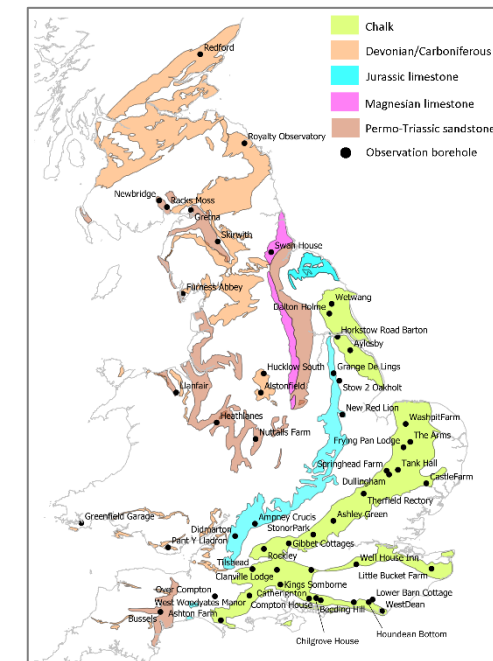 Chalk
Devonian/Carboniferous
Jurassic limestone
Magnesian limestone
Permo-Triassic sandstone
Observation borehole
Redford
Royalty Observatory
Newbridge
Racks Moss
Gretna
Skirwith
Swan House
Furness Abbey
Wetwang
Dalton Holme
Horkstow Road Barton
Aylesby
Hucklow South
Grange De Lings
Stow 2 Oakholt
Llanfair
Alstonfield
New Red Lion
Heathlanes
WashpitFarm
Nuttalls Farm
Frying Pan Lodge
The Arms
Springhead Farm
Tank Hall
Dullingham
CastleFarm
Therfield Rectory
Greenfield Garage
Ampney Crucis
Ashley Green
Didmarton
StonorPark
Pant Y Lladron
Gibbet Cottages
Rockley
Well House Inn
Tilshead
Clanville Lodge
Little Bucket Farm
Over Compton
Kings Somborne
West Woodyates Manor
Catherington
Lower Barn Cottage
Ashton Farm
Compton House
WestDean
Bussels
Chilgrove House
Houndean Bottom